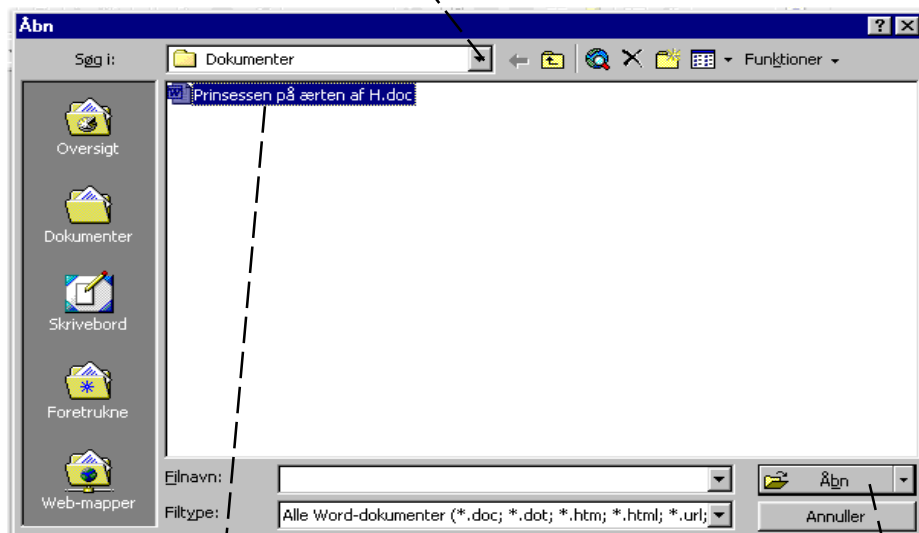 Åbn
Søg i: Dokumenter Funktioner
Prinsessen på ærten af H.doc
Oversigt
Dokumenter
Skrivebord
Foretrukne
Web-mapper
Filnavn: Åbn
Filtype: Alle Word-dokumenter (*.doc; *.dot; *.htm; *.html; *.url; Annuller